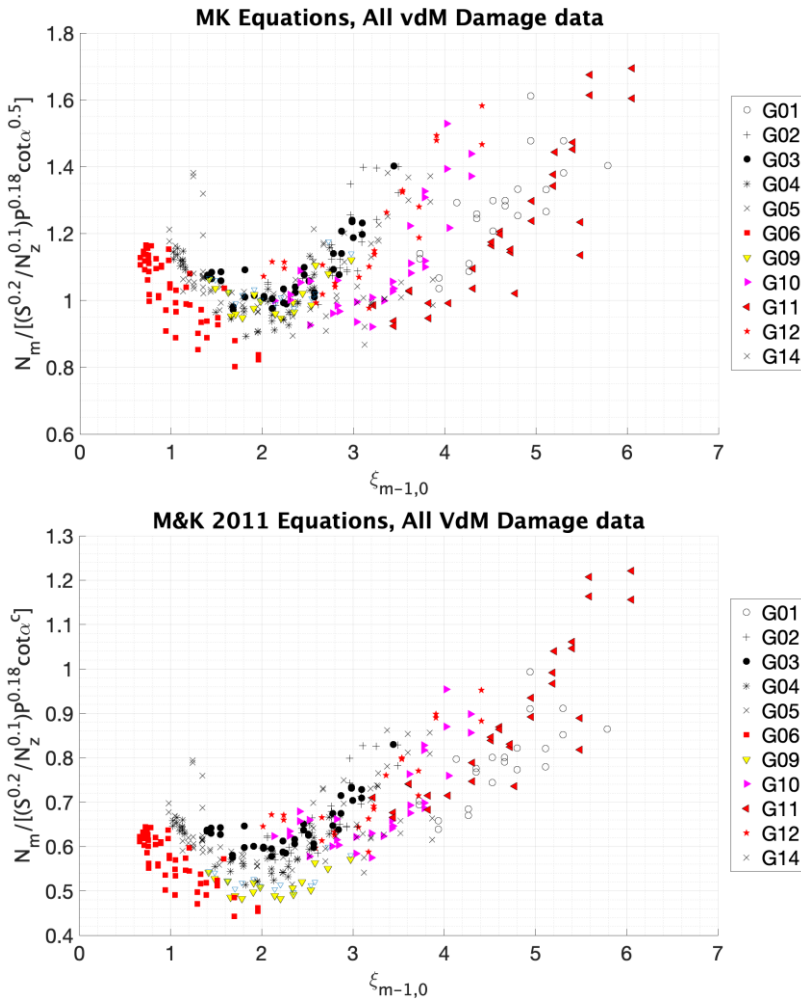 MK Equations, All vdM Damage data
1.8
1.6
1.4
1.2
1
0.8
0.6
N_m/[(S^0.2/N_z^0.1)P^0.18cotα^0.5]
0 1 2 3 4 5 6 7
ξ_m−1,0
G01
G02
G03
G04
G05
G06
G09
G10
G11
G12
G14
M&K 2011 Equations, All VdM Damage data
1.3
1.2
1.1
1
0.9
0.8
0.7
0.6
0.5
0.4
N_m/[(S^0.2/N_z^0.1)P^0.18cotα^c]
0 1 2 3 4 5 6 7
ξ_m−1,0
G01
G02
G03
G04
G05
G06
G09
G10
G11
G12
G14